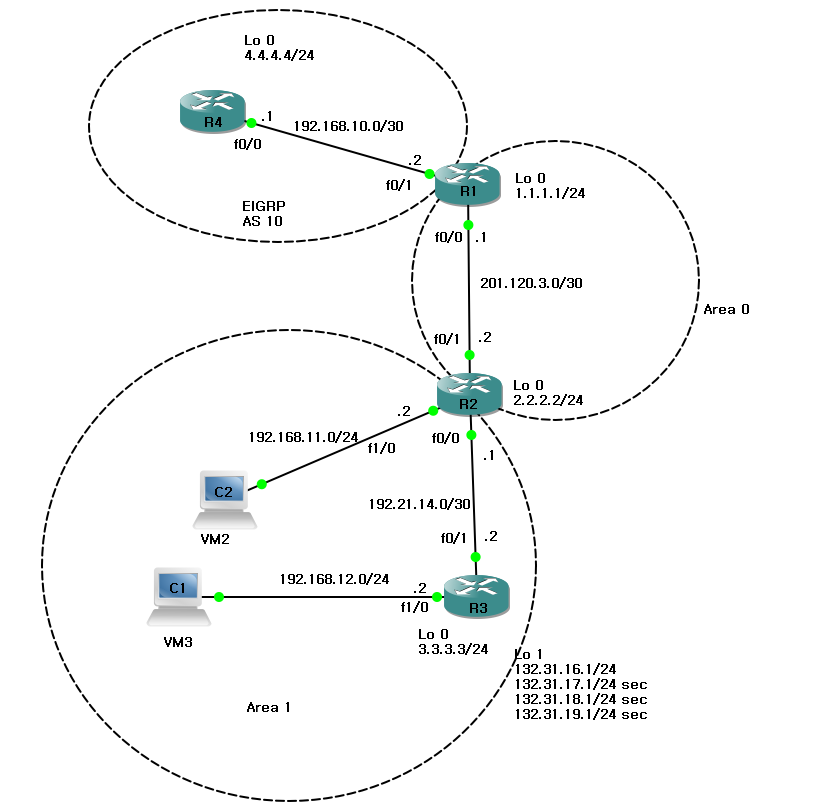 Lo 0
4.4.4.4/24
R4
.1
192.168.10.0/30
f0/0
.2
f0/1
R1
Lo 0
1.1.1.1/24
EIGRP
AS 10
f0/0
.1
201.120.3.0/30
Area 0
f0/1
.2
R2
Lo 0
2.2.2.2/24
.2
192.168.11.0/24
f1/0
f0/0
.1
C2
VM2
192.21.14.0/30
f0/1
.2
192.168.12.0/24
C1
.2
f1/0
R3
VM3
Lo 0
3.3.3.3/24
Lo 1
132.31.16.1/24
132.31.17.1/24 sec
132.31.18.1/24 sec
132.31.19.1/24 sec
Area 1